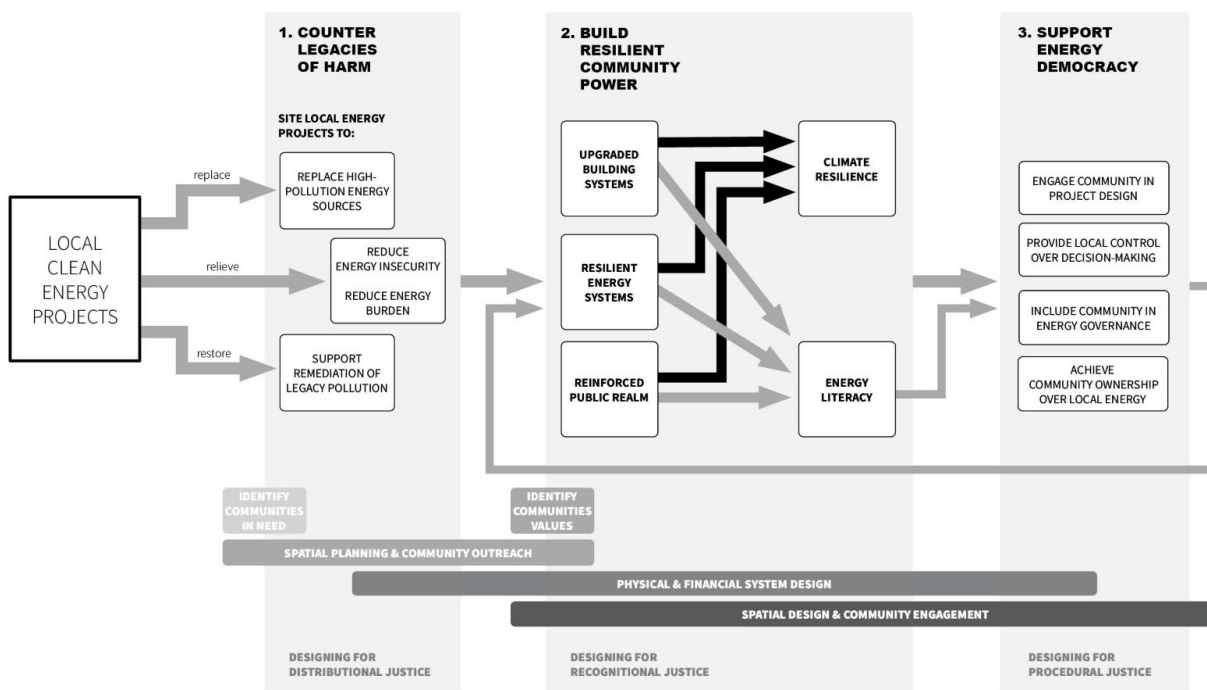 1. COUNTER
LEGACIES
OF HARM
SITE LOCAL ENERGY
PROJECTS TO:
LOCAL
CLEAN
ENERGY
PROJECTS
replace
relieve
restore
REPLACE HIGH-
POLLUTION ENERGY
SOURCES
REDUCE
ENERGY INSECURITY
REDUCE ENERGY
BURDEN
SUPPORT
REMEDIATION OF
LEGACY POLLUTION
2. BUILD
RESILIENT
COMMUNITY
POWER
UPGRADED
BUILDING
SYSTEMS
RESILIENT
ENERGY
SYSTEMS
REINFORCED
PUBLIC REALM
CLIMATE
RESILIENCE
ENERGY
LITERACY
3. SUPPORT
ENERGY
DEMOCRACY
ENGAGE COMMUNITY IN
PROJECT DESIGN
PROVIDE LOCAL CONTROL
OVER DECISION-MAKING
INCLUDE COMMUNITY IN
ENERGY GOVERNANCE
ACHIEVE
COMMUNITY OWNERSHIP
OVER LOCAL ENERGY
IDENTIFY
COMMUNITIES
IN NEED
IDENTIFY
COMMUNITIES
VALUES
SPATIAL PLANNING & COMMUNITY OUTREACH
PHYSICAL & FINANCIAL SYSTEM DESIGN
SPATIAL DESIGN & COMMUNITY ENGAGEMENT
DESIGNING FOR
DISTRIBUTIONAL JUSTICE
DESIGNING FOR
RECOGNITIONAL JUSTICE
DESIGNING FOR
PROCEDURAL JUSTICE